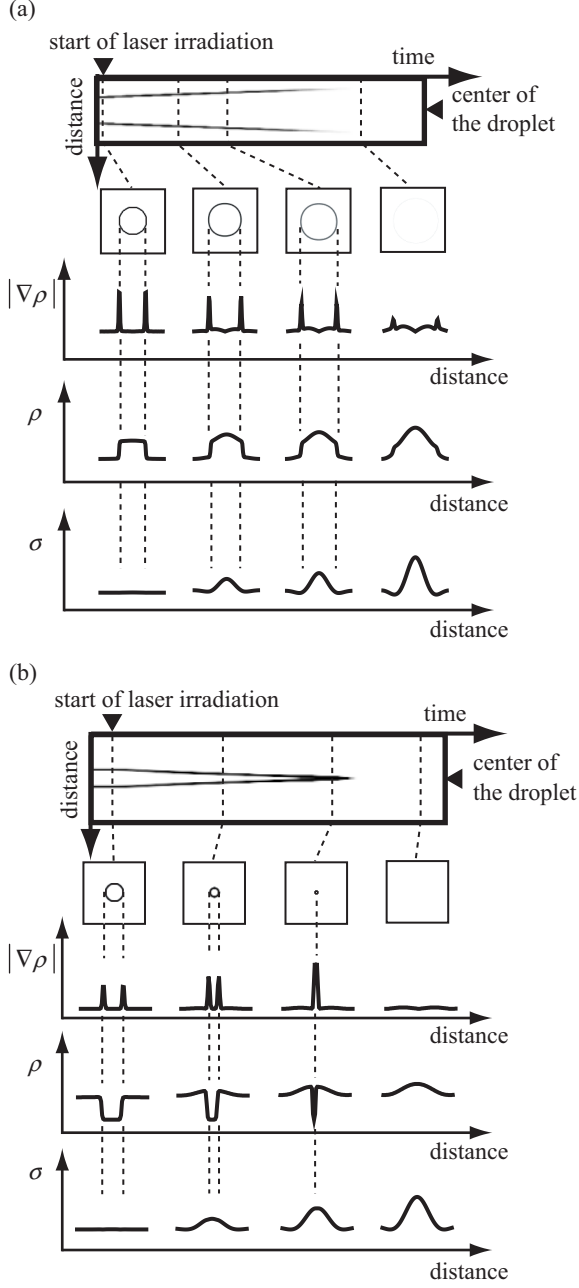 (a)
start of laser irradiation
time
distance
center of
the droplet
|∇ρ|
distance
ρ
distance
σ
distance
(b)
start of laser irradiation
time
distance
center of
the droplet
|∇ρ|
distance
ρ
distance
σ
distance